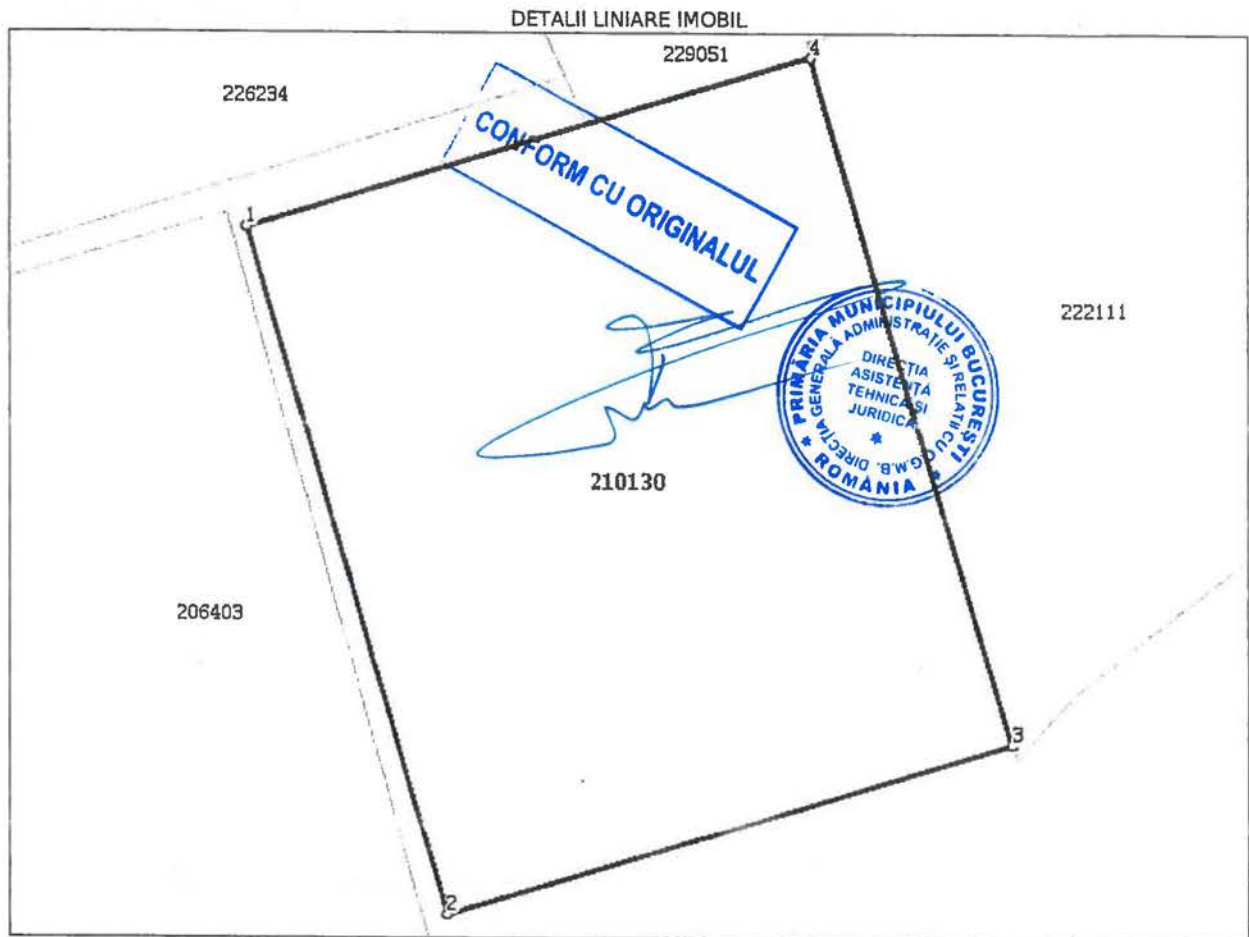 DETALII LINIARE IMOBIL
229051
4
226234
CONFORM CU ORIGINALUL
1
222111
PRIMĂRIA MUNICIPIULUI BUCUREȘTI
DIRECȚIA GENERALĂ ADMINISTRAȚIE ȘI RELAȚII CU C.G.M.B.
DIRECȚIA
ASISTENȚĂ
TEHNICĂ ȘI
JURIDICĂ
*
* ROMÂNIA *
210130
206403
3
2